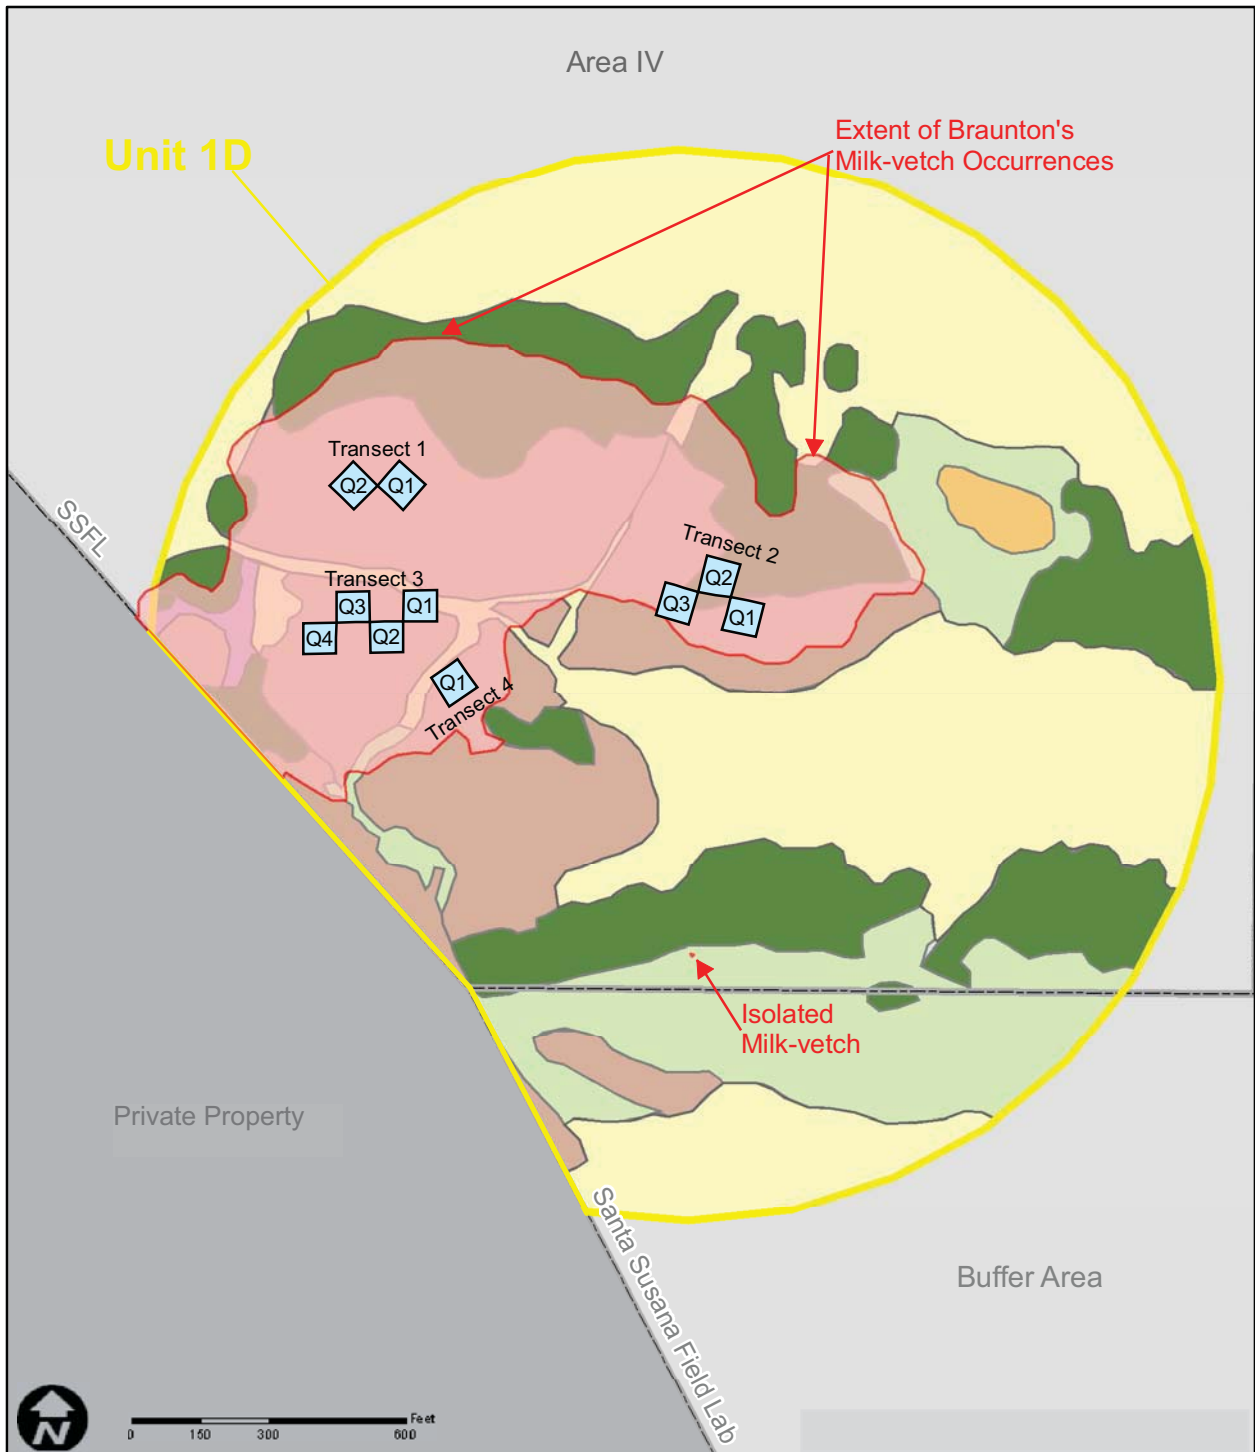 Area IV
Unit 1D
Extent of Braunton's
Milk-vetch Occurrences
Transect 1
Q2 Q1
SSFL
Transect 2
Q2
Q3
Q1
Transect 3
Q3 Q1
Q4 Q2
Q1
Transect 4
Isolated
Milk-vetch
Private Property
Santa Susana Field Lab
Buffer Area
N
Feet
0 150 300 600